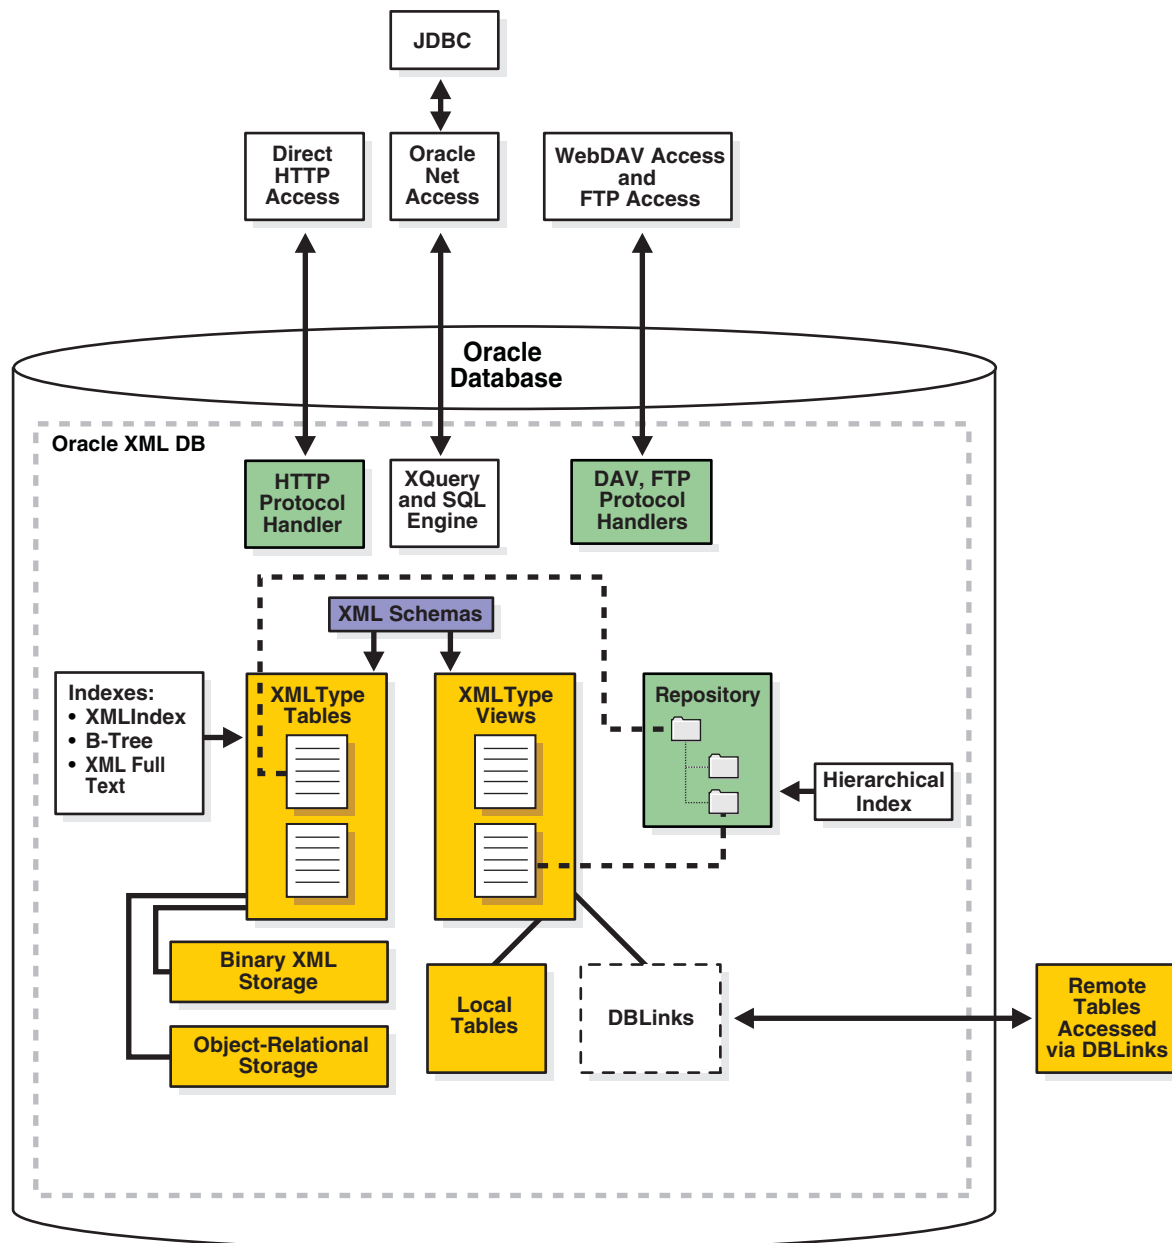 JDBC
Direct
HTTP
Access
Oracle
Net
Access
WebDAV Access
and
FTP Access
Oracle
Database
Oracle XML DB
HTTP
Protocol
Handler
XQuery
and SQL
Engine
DAV, FTP
Protocol
Handlers
XML Schemas
Indexes:
• XMLIndex
• B-Tree
• XML Full
Text
XMLType
Tables
XMLType
Views
Repository
Hierarchical
Index
Binary XML
Storage
Object-Relational
Storage
Local
Tables
DBLinks
Remote
Tables
Accessed
via DBLinks